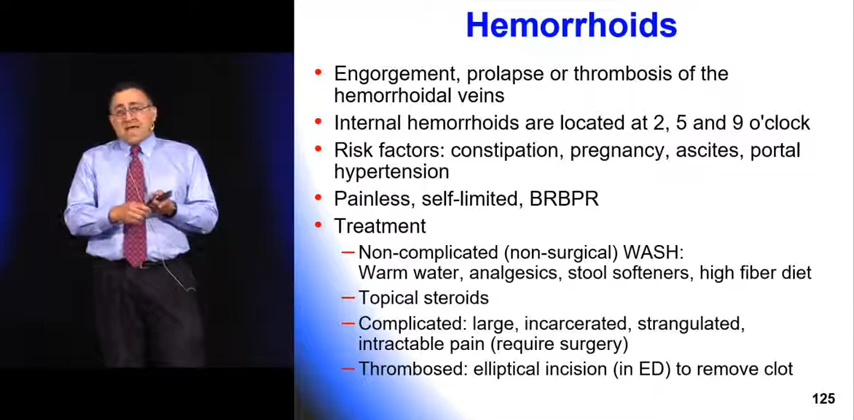 Hemorrhoids
• Engorgement, prolapse or thrombosis of the
hemorrhoidal veins
• Internal hemorrhoids are located at 2, 5 and 9 o'clock
• Risk factors: constipation, pregnancy, ascites, portal
hypertension
• Painless, self-limited, BRBPR
• Treatment
– Non-complicated (non-surgical) WASH:
Warm water, analgesics, stool softeners, high fiber diet
– Topical steroids
– Complicated: large, incarcerated, strangulated,
intractable pain (require surgery)
– Thrombosed: elliptical incision (in ED) to remove clot
125